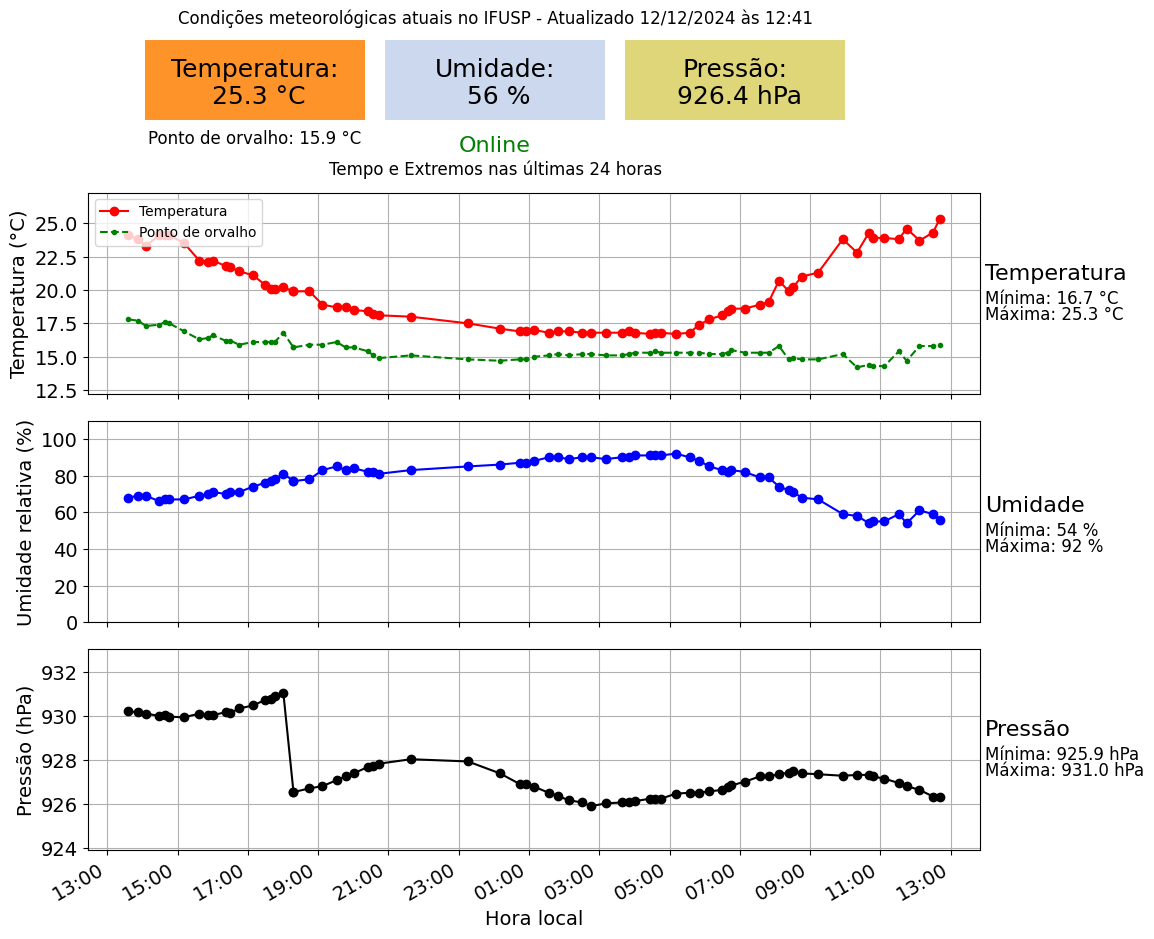 Condições meteorológicas atuais no IFUSP - Atualizado 12/12/2024 às 12:41
Temperatura:
25.3 °C
Umidade:
56 %
Pressão:
926.4 hPa
Ponto de orvalho: 15.9 °C
Online
Tempo e Extremos nas últimas 24 horas
Temperatura (°C)
25.0
22.5
20.0
17.5
15.0
12.5
Temperatura
Ponto de orvalho
Temperatura
Mínima: 16.7 °C
Máxima: 25.3 °C
Umidade relativa (%)
100
80
60
40
20
0
Umidade
Mínima: 54 %
Máxima: 92 %
Pressão (hPa)
932
930
928
926
924
Pressão
Mínima: 925.9 hPa
Máxima: 931.0 hPa
13:00 15:00 17:00 19:00 21:00 23:00 01:00 03:00 05:00 07:00 09:00 11:00 13:00
Hora local